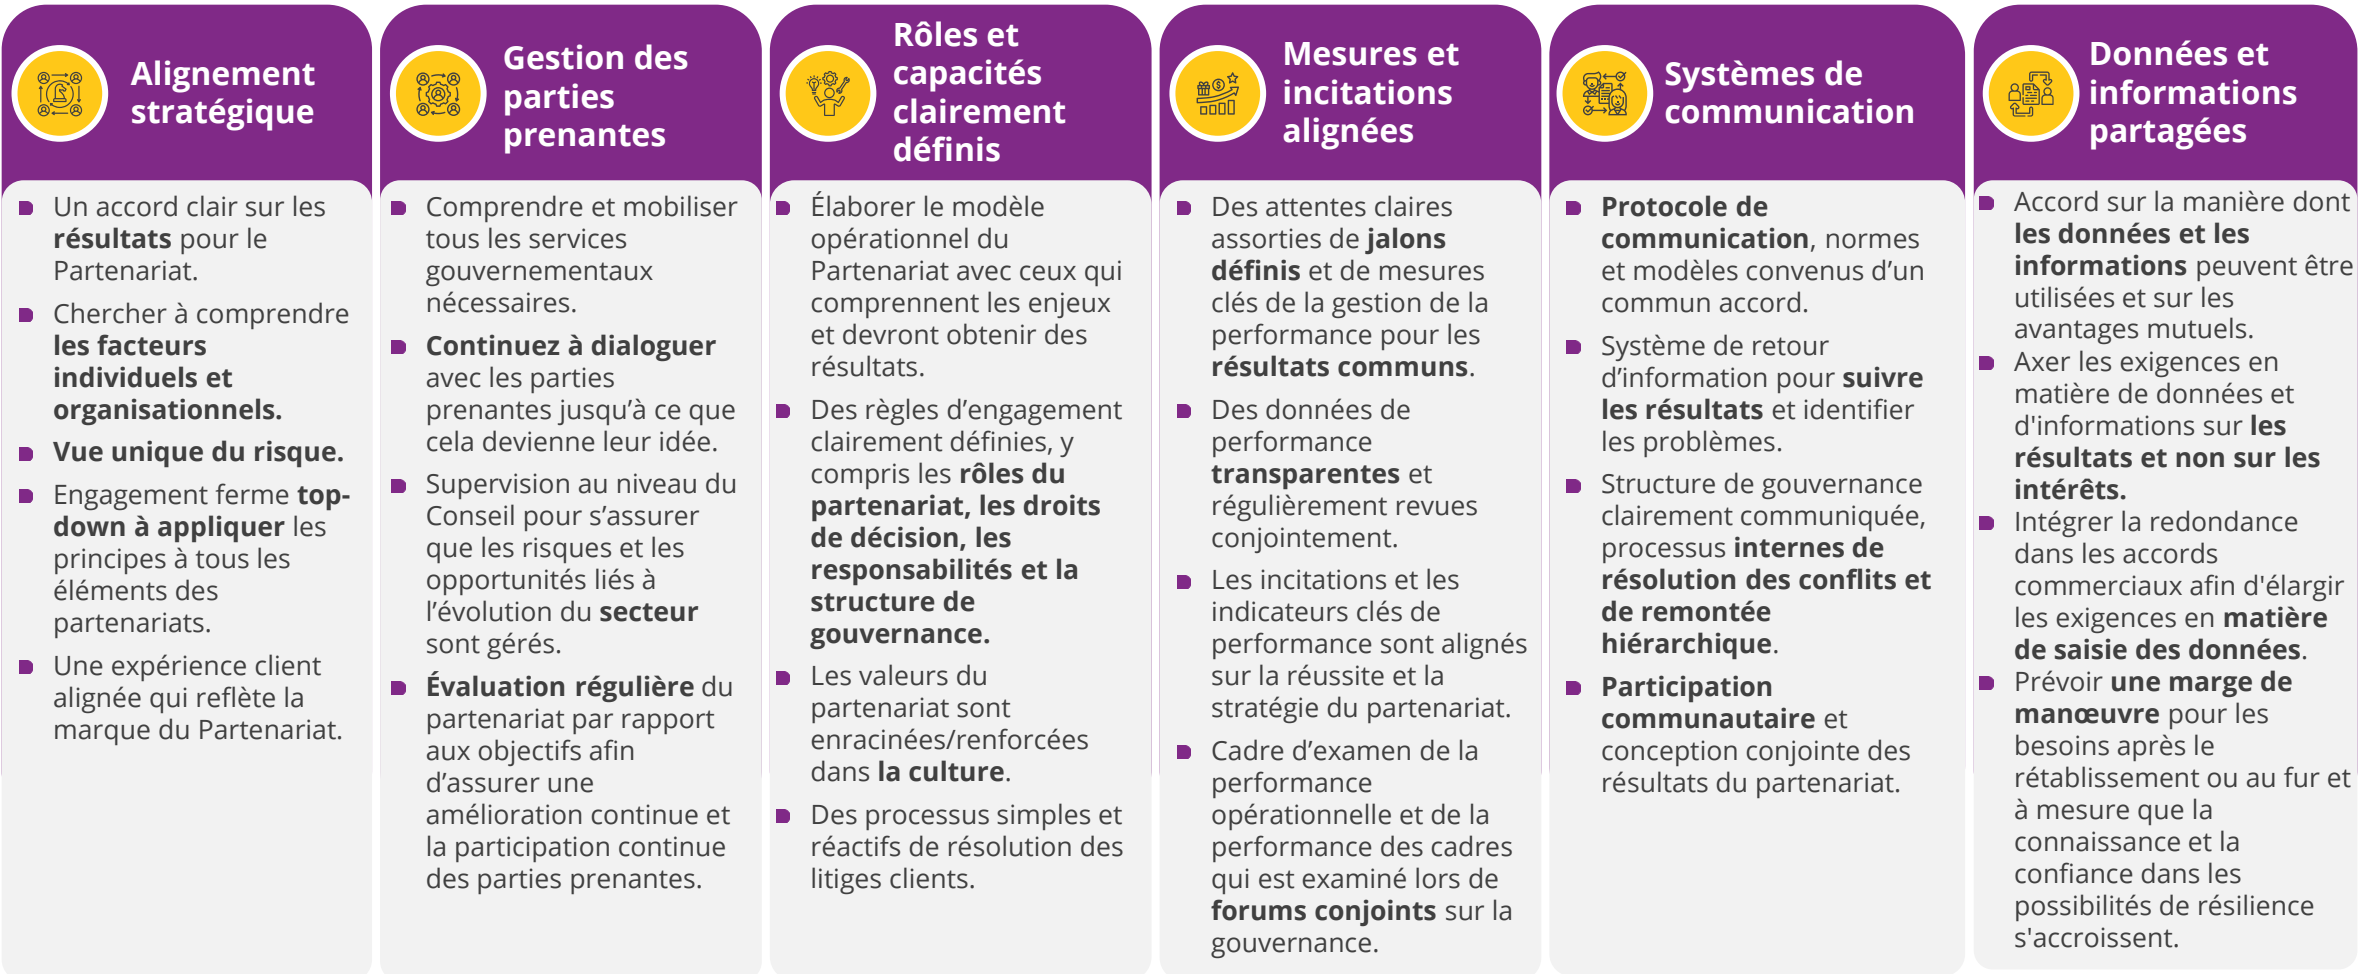 Alignement
stratégique
Un accord clair sur les
résultats pour le
Partenariat.
Chercher à comprendre
les facteurs
individuels et
organisationnels.
Vue unique du risque.
Engagement ferme top-
down à appliquer les
principes à tous les
éléments des
partenariats.
Une expérience client
alignée qui reflète la
marque du Partenariat.
Gestion des
parties
prenantes
Comprendre et mobiliser
tous les services
gouvernementaux
nécessaires.
Continuez à dialoguer
avec les parties
prenantes jusqu’à ce que
cela devienne leur idée.
Supervision au niveau du
Conseil pour s’assurer
que les risques et les
opportunités liés à
l’évolution du secteur
sont gérés.
Évaluation régulière du
partenariat par rapport
aux objectifs afin
d’assurer une
amélioration continue et
la participation continue
des parties prenantes.
Rôles et
capacités
clairement
définis
Élaborer le modèle
opérationnel du
Partenariat avec ceux qui
comprennent les enjeux
et devront obtenir des
résultats.
Des règles d’engagement
clairement définies, y
compris les rôles du
partenariat, les droits
de décision, les
responsabilités et la
structure de
gouvernance.
Les valeurs du
partenariat sont
enracinées/renforcées
dans la culture.
Des processus simples et
réactifs de résolution des
litiges clients.
Mesures et
incitations
alignées
Des attentes claires
assorties de jalons
définis et de mesures
clés de la gestion de la
performance pour les
résultats communs.
Des données de
performance
transparentes et
régulièrement revues
conjointement.
Les incitations et les
indicateurs clés de
performance sont alignés
sur la réussite et la
stratégie du partenariat.
Cadre d’examen de la
performance
opérationnelle et de la
performance des cadres
qui est examiné lors de
forums conjoints sur la
gouvernance.
Systèmes de
communication
Protocole de
communication, normes
et modèles convenus d’un
commun accord.
Système de retour
d’information pour suivre
les résultats et identifier
les problèmes.
Structure de gouvernance
clairement communiquée,
processus internes de
résolution des conflits et
de remontée
hiérarchique.
Participation
communautaire et
conception conjointe des
résultats du partenariat.
Données et
informations
partagées
Accord sur la manière dont
les données et les
informations peuvent être
utilisées et sur les
avantages mutuels.
Axer les exigences en
matière de données et
d'informations sur les
résultats et non sur les
intérêts.
Intégrer la redondance
dans les accords
commerciaux afin d'élargir
les exigences en matière
de saisie des données.
Prévoir une marge de
manœuvre pour les
besoins après le
rétablissement ou au fur et
à mesure que la
connaissance et la
confiance dans les
possibilités de résilience
s'accroissent.